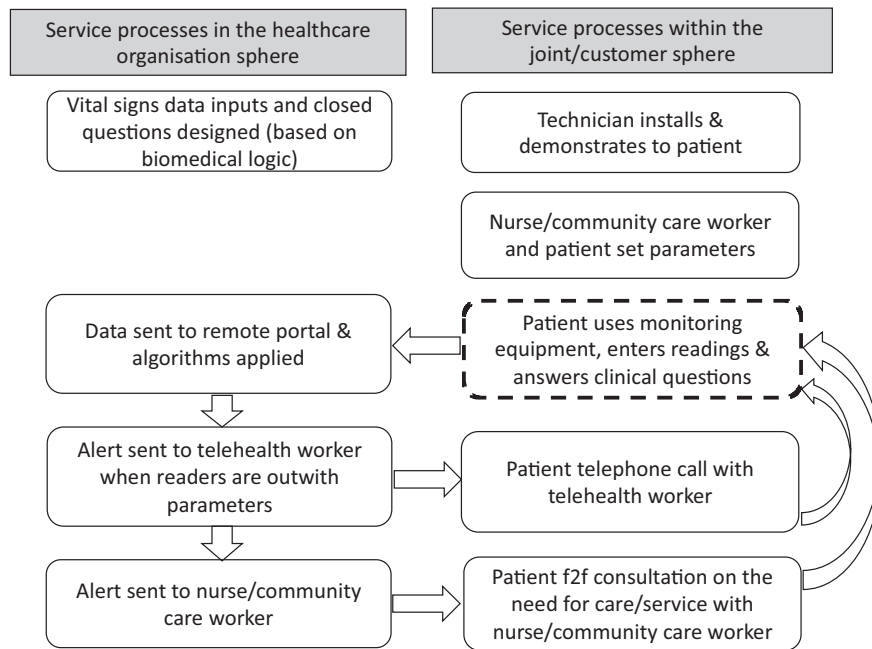 Service processes in the healthcare
organisation sphere
Service processes within the
joint/customer sphere
Vital signs data inputs and closed
questions designed (based on
biomedical logic)
Technician installs &
demonstrates to patient
Nurse/community care worker
and patient set parameters
Data sent to remote portal &
algorithms applied
Patient uses monitoring
equipment, enters readings &
answers clinical questions
Alert sent to telehealth worker
when readers are outwith
parameters
Patient telephone call with
telehealth worker
Alert sent to nurse/community
care worker
Patient f2f consultation on the
need for care/service with
nurse/community care worker